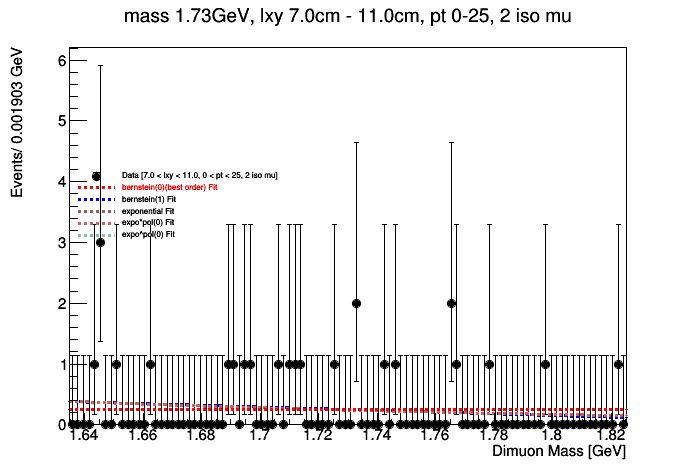 mass 1.73GeV, lxy 7.0cm - 11.0cm, pt 0-25, 2 iso mu
Events/ 0.001903 GeV
6
5
4
3
2
1
0
Data [7.0 < lxy < 11.0, 0 < pt < 25, 2 iso mu]
bernstein(0)(best order) Fit
bernstein(1) Fit
exponential Fit
expo*pol(0) Fit
expo^pol(0) Fit
1.64 1.66 1.68 1.7 1.72 1.74 1.76 1.78 1.8 1.82
Dimuon Mass [GeV]